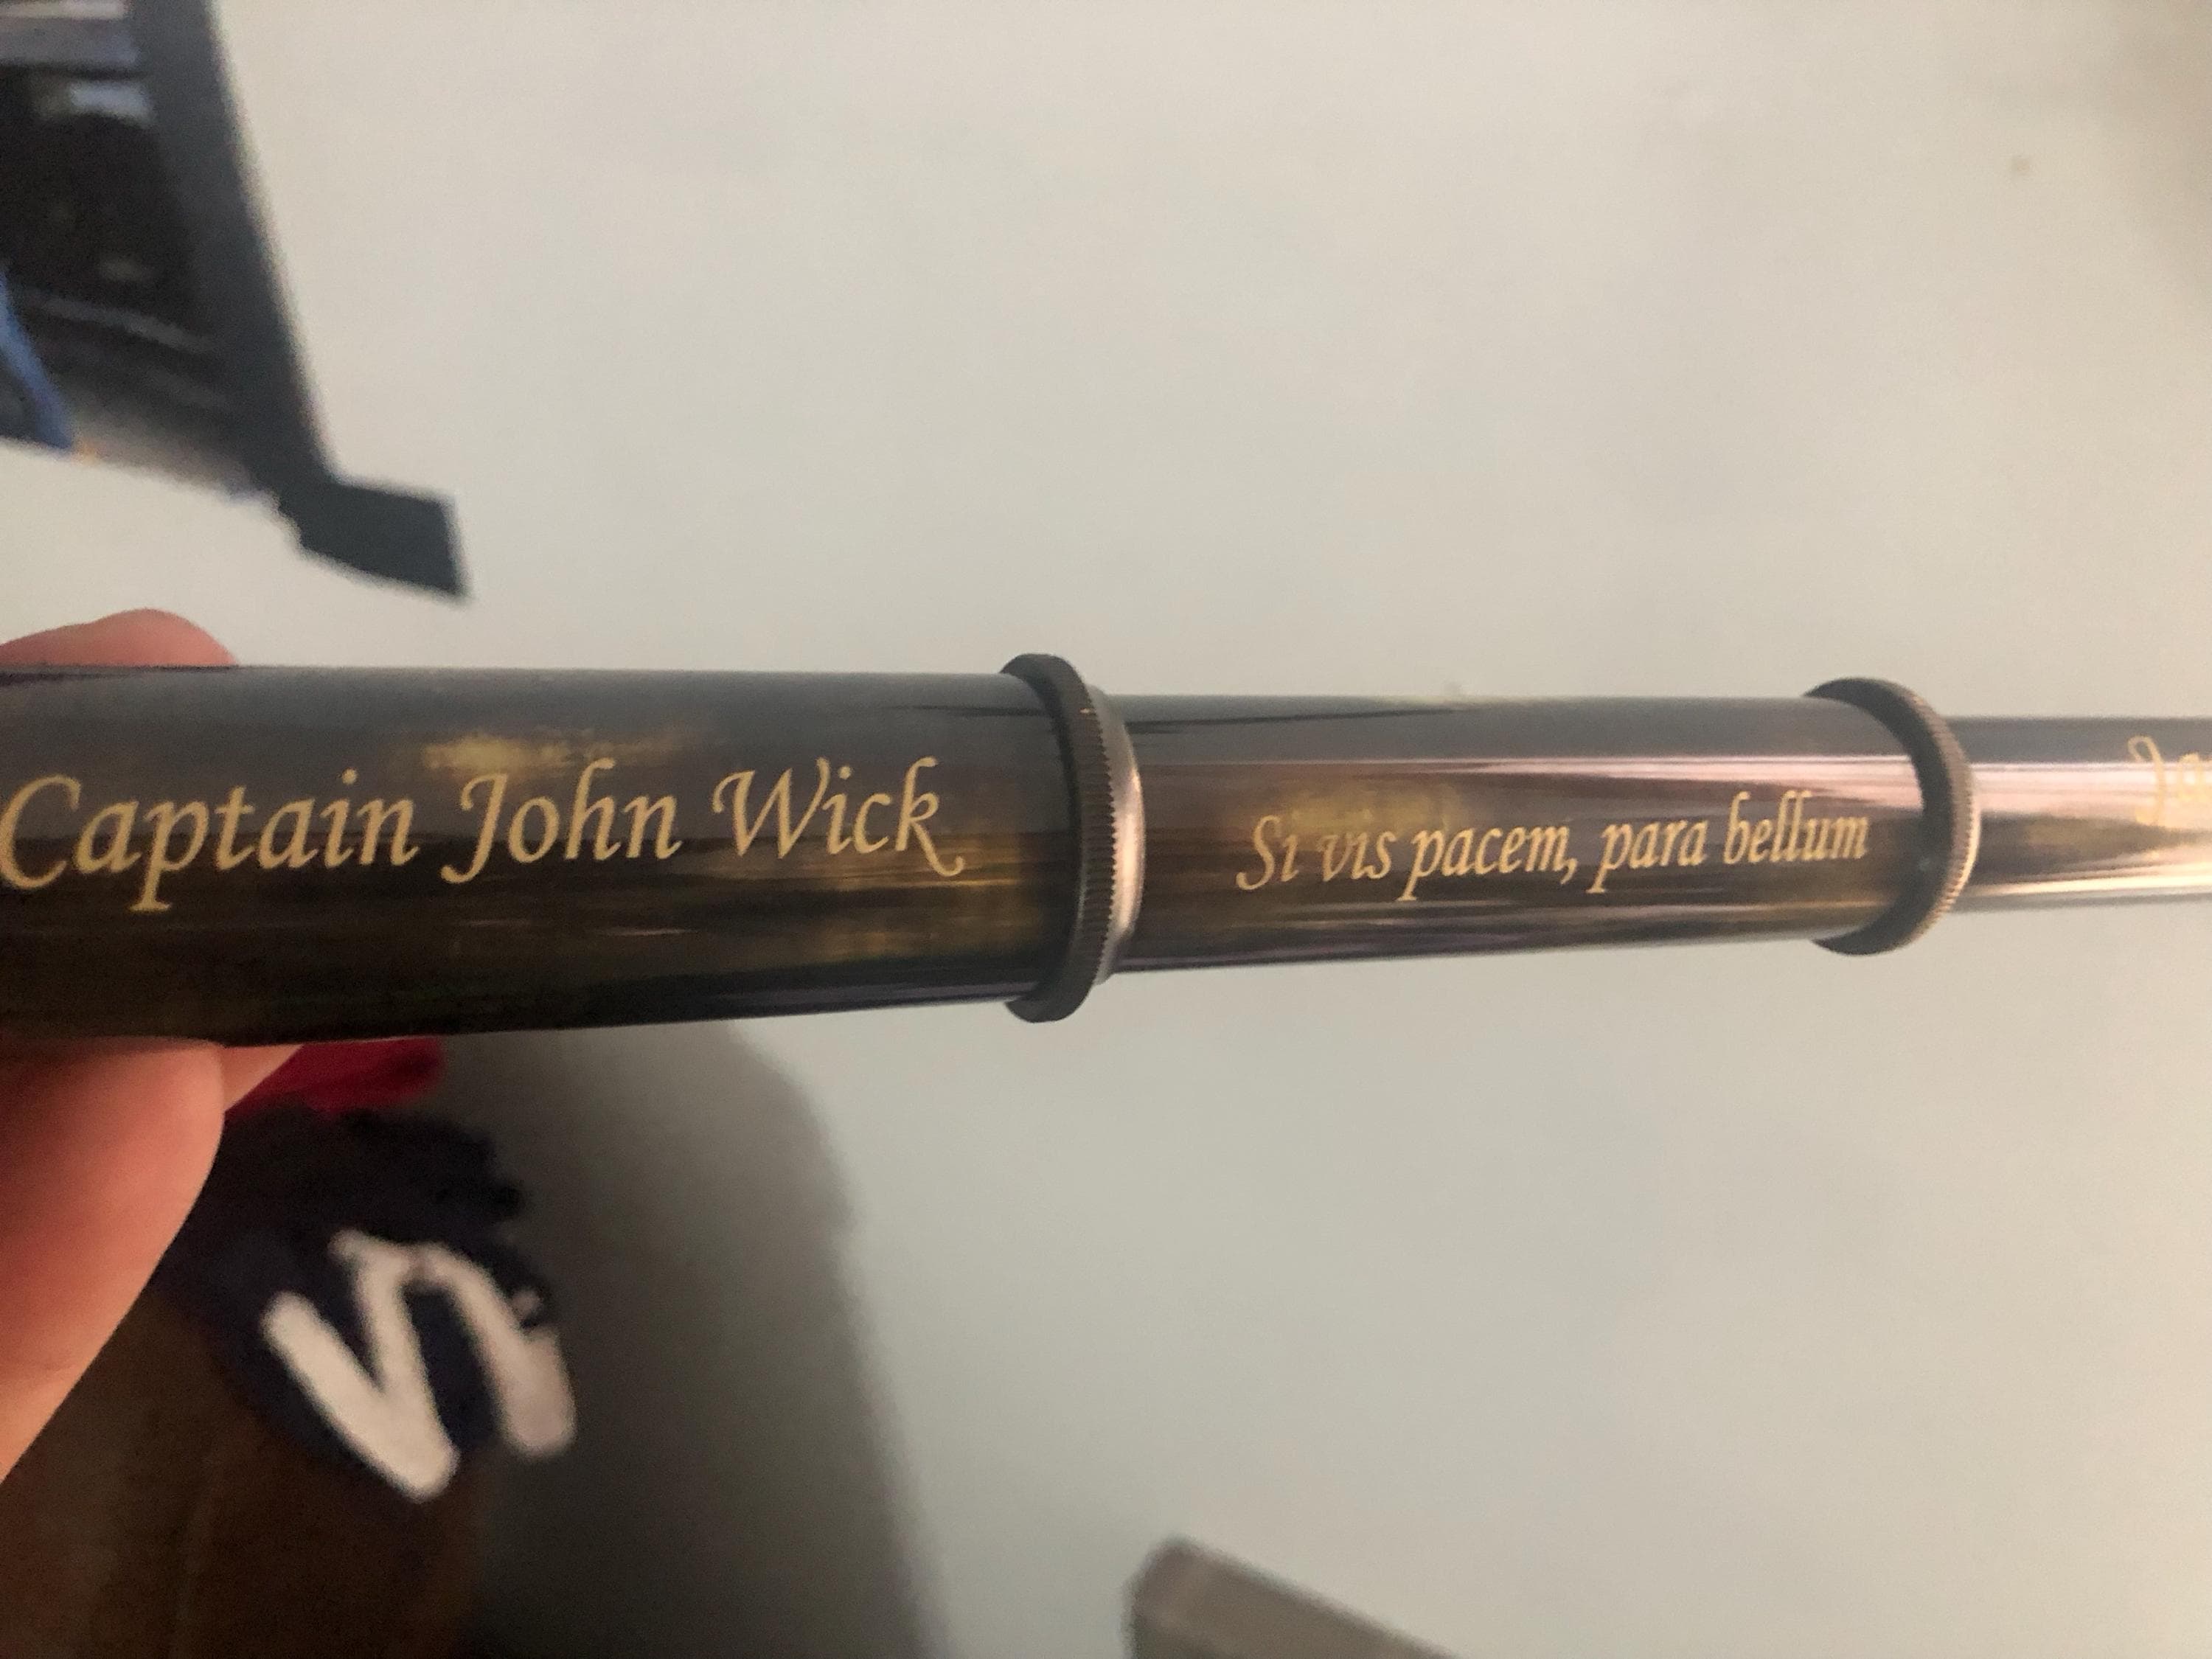 Captain John Wick
Si vis pacem, para bellum